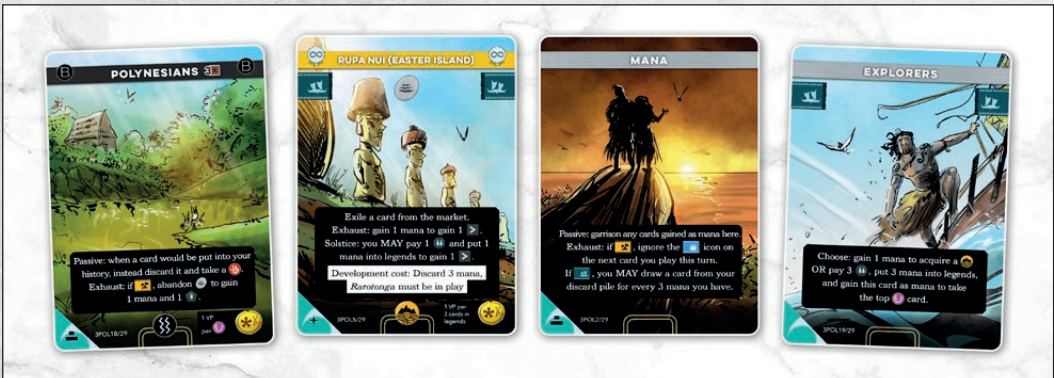 B
POLYNESIANS 3
B
Passive: when a card would be put into your
history, instead discard it and take a
Exhaust: if , abandon to gain
1 mana and 1 .
3POL1B/29
1 VP
per
RUPA NUI (EASTER ISLAND)
Exile a card from the market.
Exhaust: gain 1 mana to gain 1 .
Solstice: you MAY pay 1 and put 1
mana into legends to gain 1 .
Development cost: Discard 3 mana,
Rarotonga must be in play
3POL5/29
1 VP per
3 cards in
legends
MANA
Passive: garrison any cards gained as mana here.
Exhaust: if , ignore the icon on
the next card you play this turn.
If , you MAY draw a card from your
discard pile for every 3 mana you have.
3POL2/29
EXPLORERS
Choose: gain 1 mana to acquire a
OR pay 3 , put 3 mana into legends,
and gain this card as mana to take
the top card.
3POL19/29